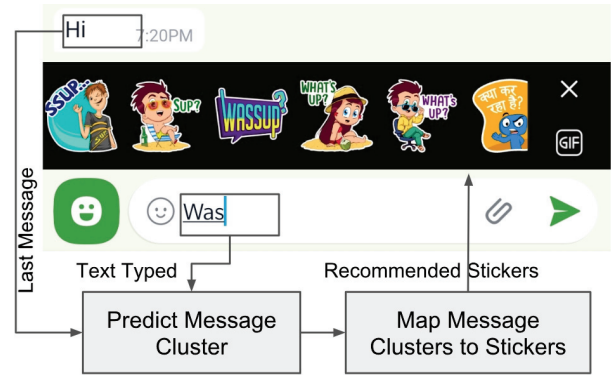 Hi
7:20PM
SSUP...
SUP?
WASSUP?
WHAT'S
UP?
WHAT'S
UP?
क्या कर
रहा है?
GIF
Was
Last Message
Text Typed
Recommended Stickers
Predict Message
Cluster
Map Message
Clusters to Stickers